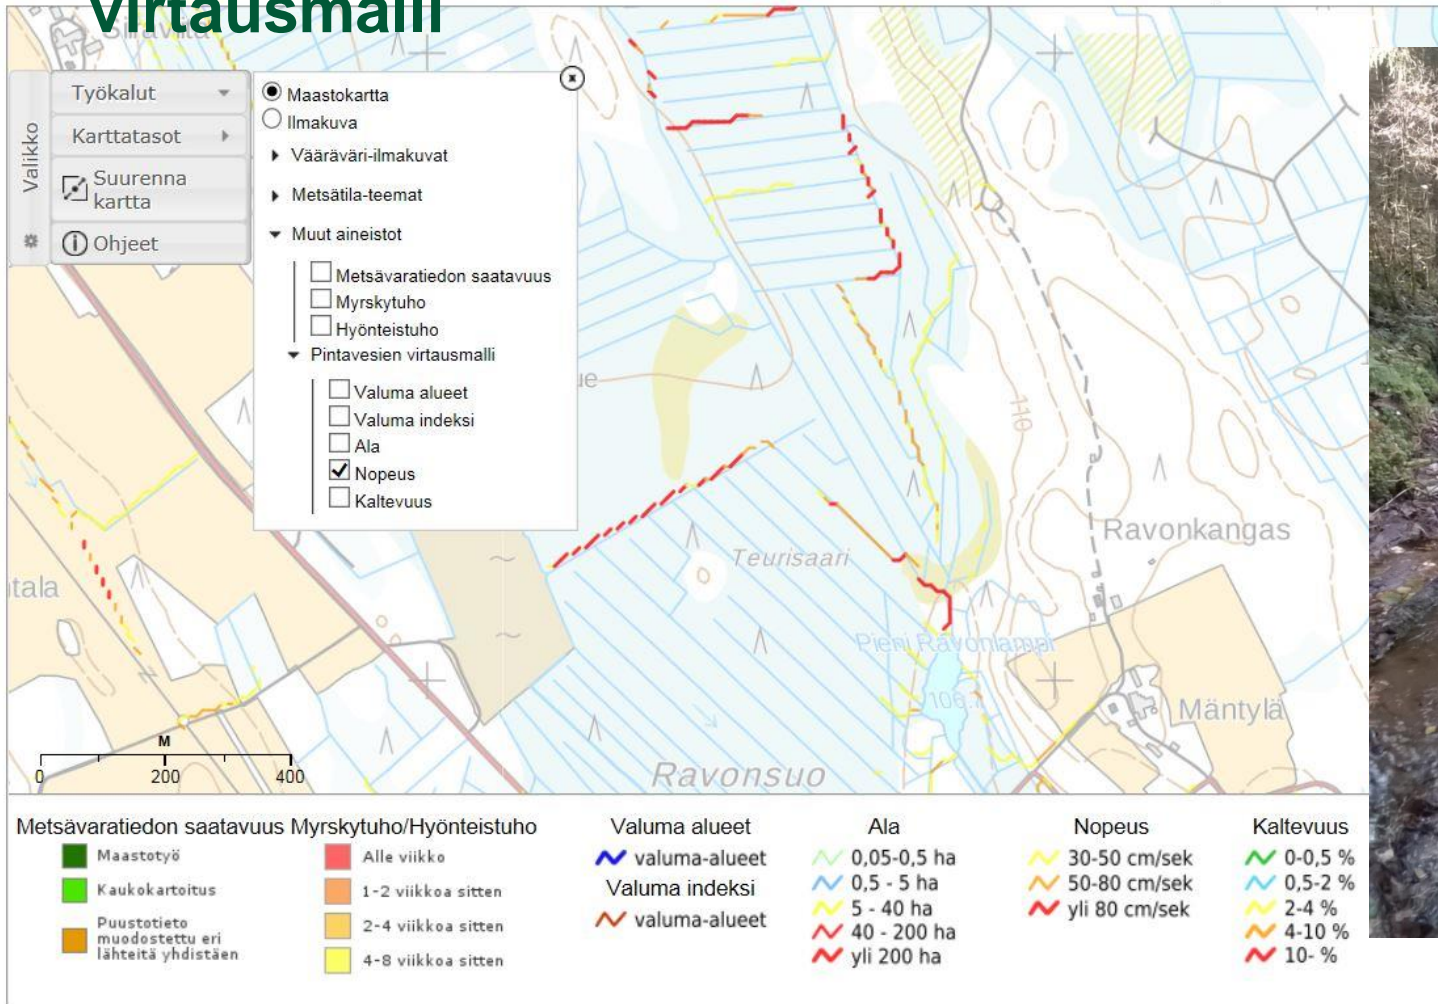 virtausmalli
Valikko
Työkalut
Karttatasot
Suurenna
kartta
Ohjeet
Maastokartta
Ilmakuva
Vääräväri-ilmakuvat
Metsätila-teemat
Muut aineistot
Metsävaratiedon saatavuus
Myrskytuho
Hyönteistuho
Pintavesien virtausmalli
Valuma alueet
Valuma indeksi
Ala
Nopeus
Kaltevuus
ue
110
Ravonkangas
Teurisaari
tala
Pieni Ravonlampi
106.
Mäntylä
Ravonsuo
M
0 200 400
Metsävaratiedon saatavuus
Maastotyö
Kaukokartoitus
Puustotieto
muodostettu eri
lähteitä yhdistäen
Myrskytuho/Hyönteistuho
Alle viikko
1-2 viikkoa sitten
2-4 viikkoa sitten
4-8 viikkoa sitten
Valuma alueet
valuma-alueet
Valuma indeksi
valuma-alueet
Ala
0,05-0,5 ha
0,5 - 5 ha
5 - 40 ha
40 - 200 ha
yli 200 ha
Nopeus
30-50 cm/sek
50-80 cm/sek
yli 80 cm/sek
Kaltevuus
0-0,5 %
0,5-2 %
2-4 %
4-10 %
10- %